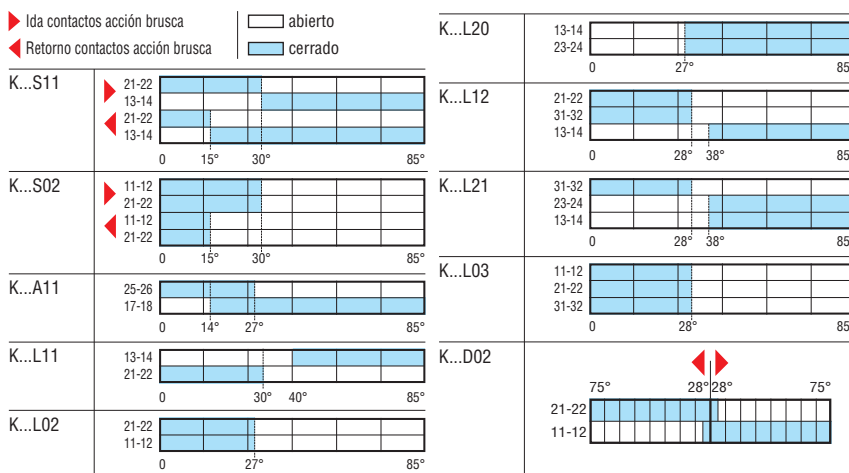 Ida contactos acción brusca
Retorno contactos acción brusca
abierto
cerrado
K...S11
21-22
13-14
21-22
13-14
0 15° 30° 85°
K...S02
11-12
21-22
11-12
21-22
0 15° 30° 85°
K...A11
25-26
17-18
0 14° 27° 85°
K...L11
13-14
21-22
0 30° 40° 85°
K...L02
21-22
11-12
0 27° 85°
K...L20
13-14
23-24
0 27° 85
K...L12
21-22
31-32
13-14
0 28° 38° 85
K...L21
31-32
23-24
13-14
0 28° 38° 85
K...L03
11-12
21-22
31-32
0 28° 85
K...D02
75° 28° 28° 75°
21-22
11-12